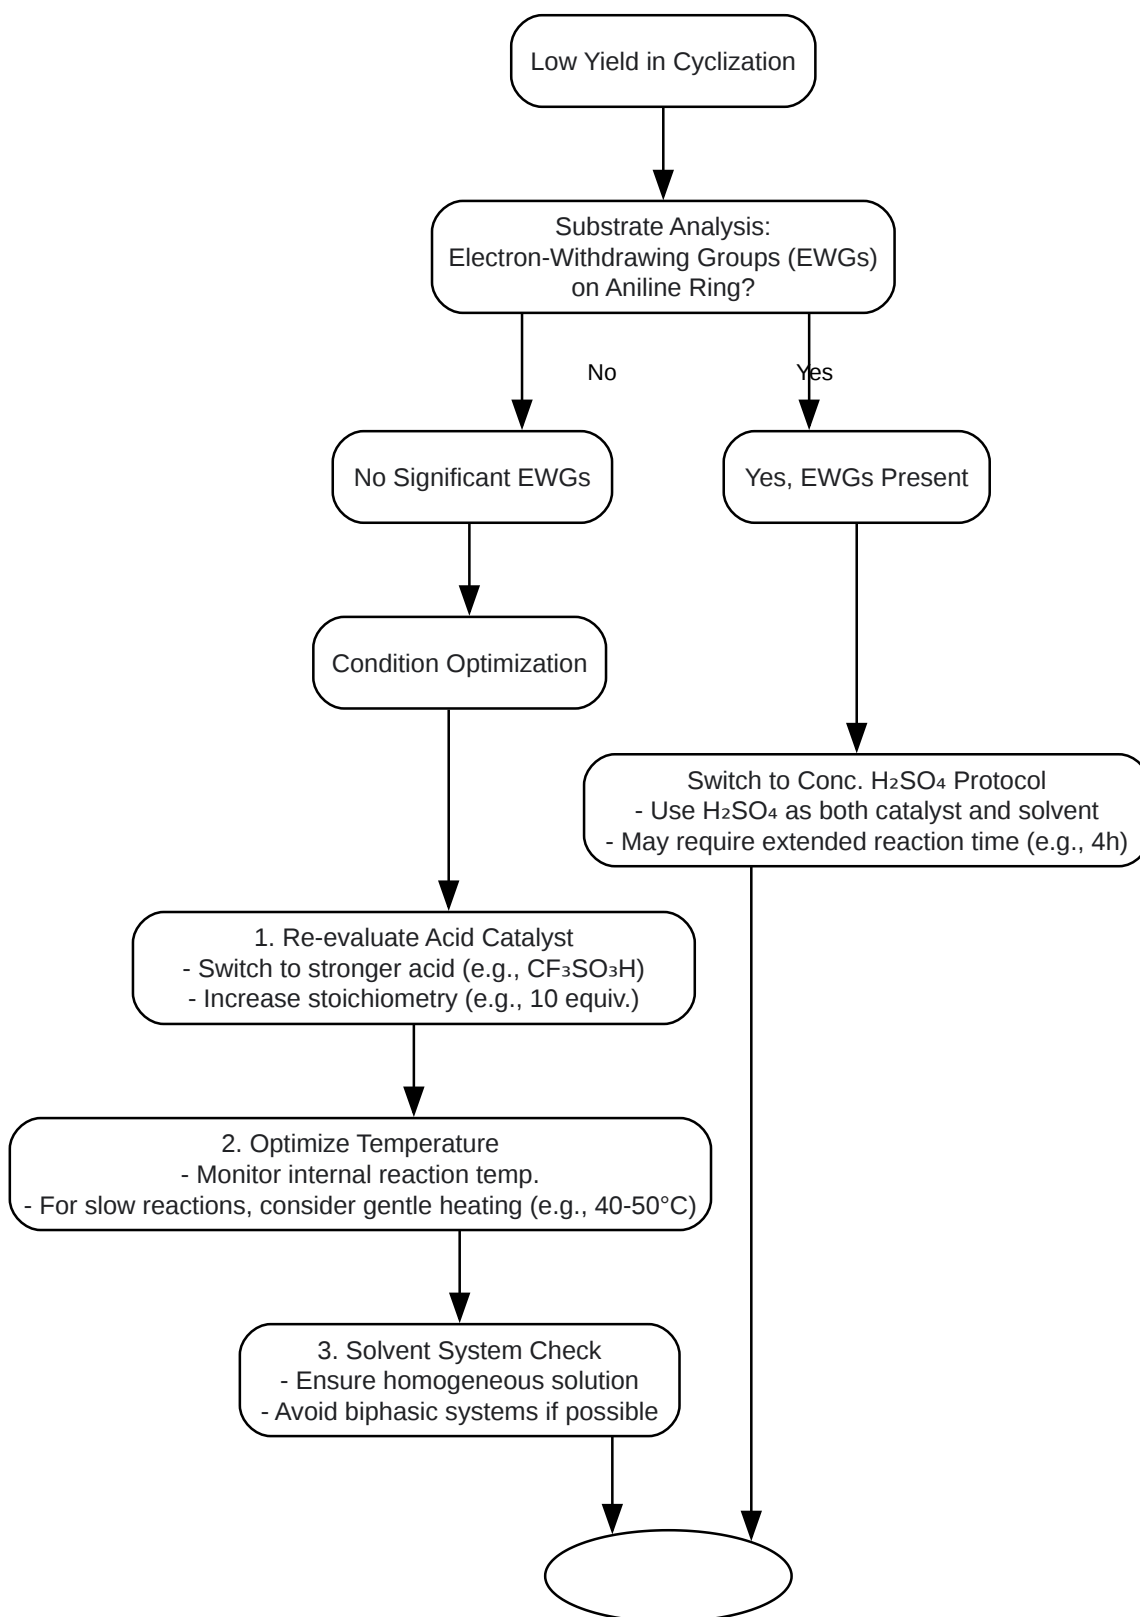 Low Yield in Cyclization
Substrate Analysis:
Electron-Withdrawing Groups (EWGs)
on Aniline Ring?
No
Yes
No Significant EWGs
Yes, EWGs Present
Condition Optimization
Switch to Conc. H₂SO₄ Protocol
- Use H₂SO₄ as both catalyst and solvent
- May require extended reaction time (e.g., 4h)
1. Re-evaluate Acid Catalyst
- Switch to stronger acid (e.g., CF₃SO₃H)
- Increase stoichiometry (e.g., 10 equiv.)
2. Optimize Temperature
- Monitor internal reaction temp.
- For slow reactions, consider gentle heating (e.g., 40-50°C)
3. Solvent System Check
- Ensure homogeneous solution
- Avoid biphasic systems if possible